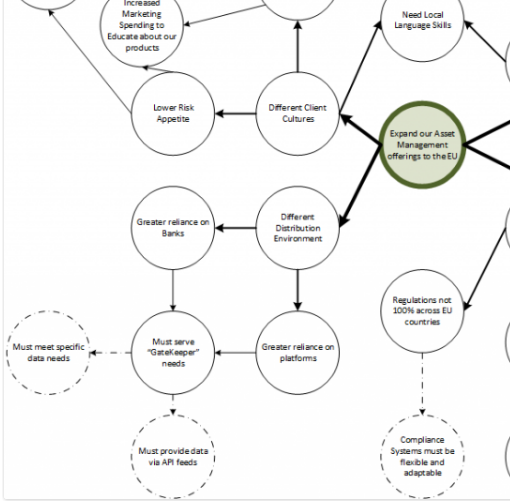 Increased
Marketing
Spending to
Educate about our
products
Need Local
Language Skills
Lower Risk
Appetite
Different Client
Cultures
Expand our Asset
Management
offerings to the EU
Greater reliance on
Banks
Different
Distribution
Environment
Regulations not
100% across EU
countries
Must meet specific
data needs
Must serve
"GateKeeper"
needs
Greater reliance on
platforms
Must provide data
via API feeds
Compliance
Systems must be
flexible and
adaptable